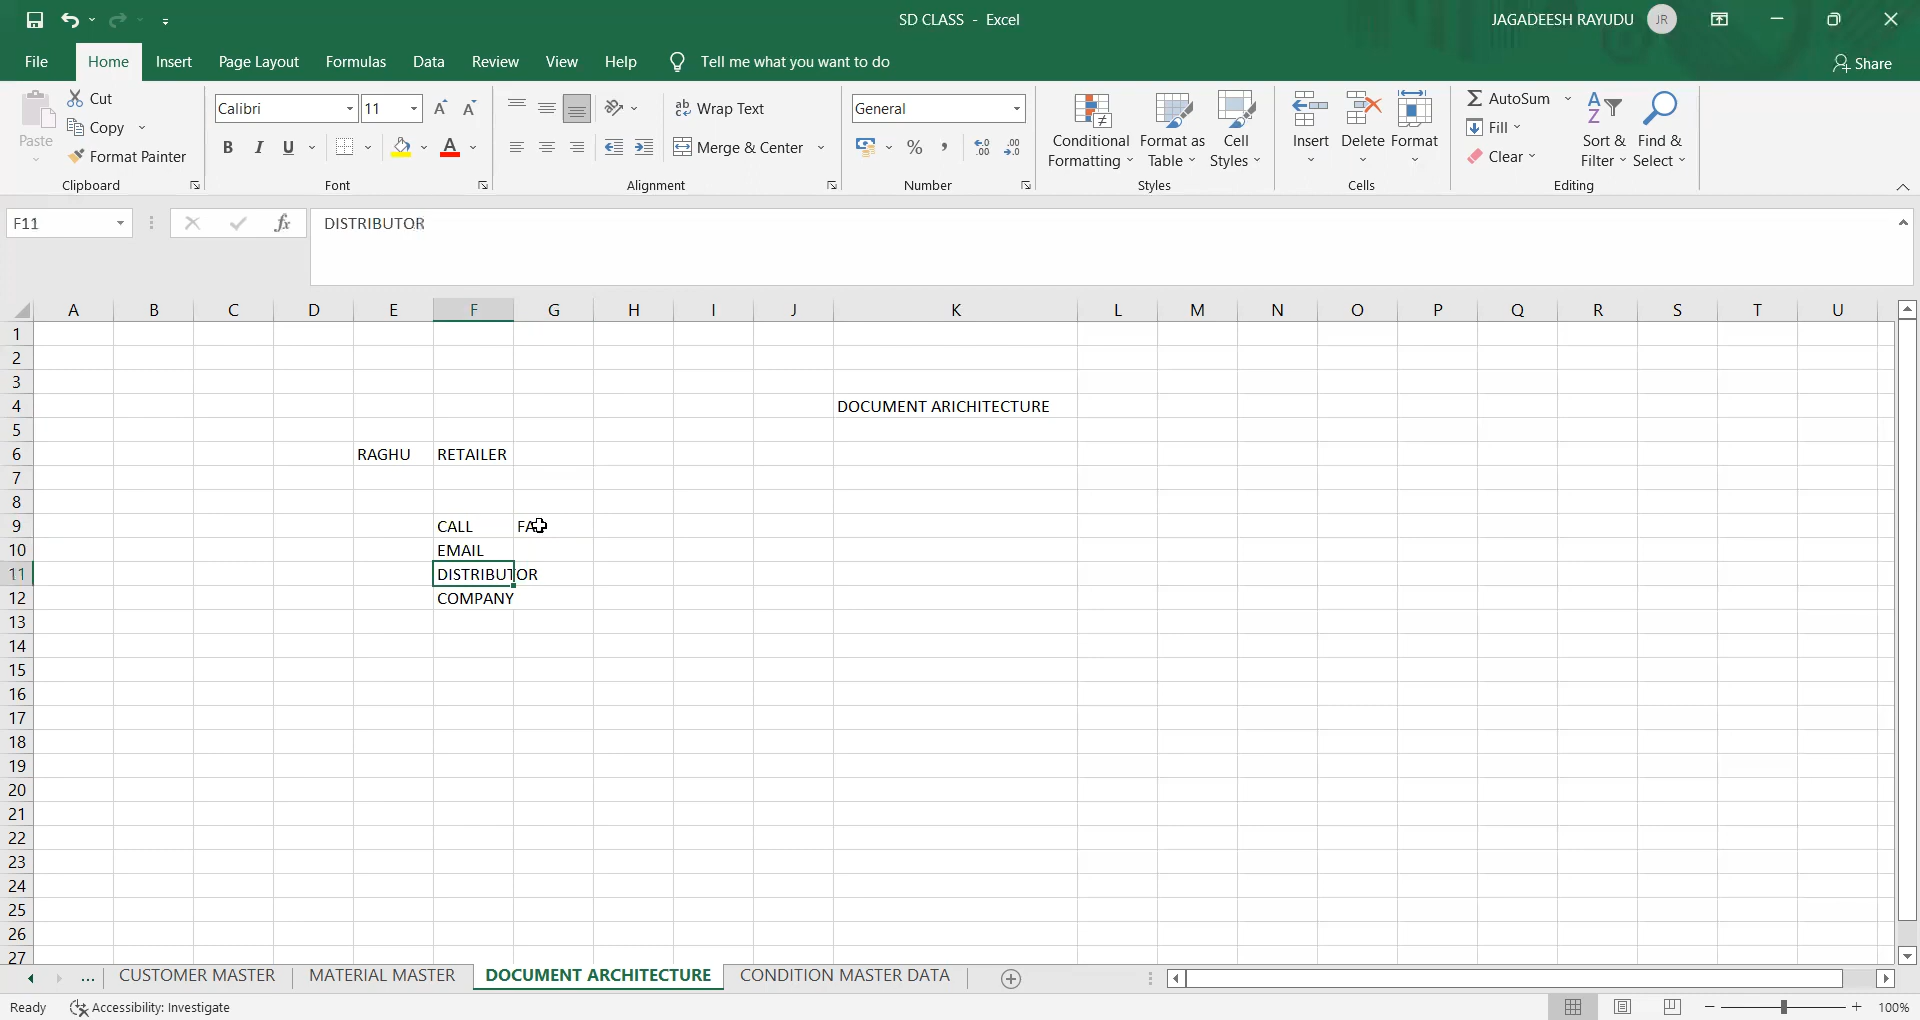 SD CLASS - Excel
JAGADEESH RAYUDU JR
File Home Insert Page Layout Formulas Data Review View Help Tell me what you want to do Share
Paste
Cut
Copy
Format Painter
Clipboard
Calibri 11
B I U
Font
Wrap Text
Merge & Center
Alignment
General
Number
Conditional Formatting
Format as Table
Cell Styles
Styles
Insert
Delete
Format
Cells
AutoSum
Fill
Clear
Sort & Filter
Find & Select
Editing
F11 fx DISTRIBUTOR
A B C D E F G H I J K L M N O P Q R S T U
1
2
3
4 DOCUMENT ARICHITECTURE
5
6 RAGHU RETAILER
7
8
9 CALL
10 EMAIL
11 DISTRIBUTOR
12 COMPANY
13
14
15
16
17
18
19
20
21
22
23
24
25
26
27
... CUSTOMER MASTER MATERIAL MASTER DOCUMENT ARCHITECTURE CONDITION MASTER DATA
Ready Accessibility: Investigate 100%